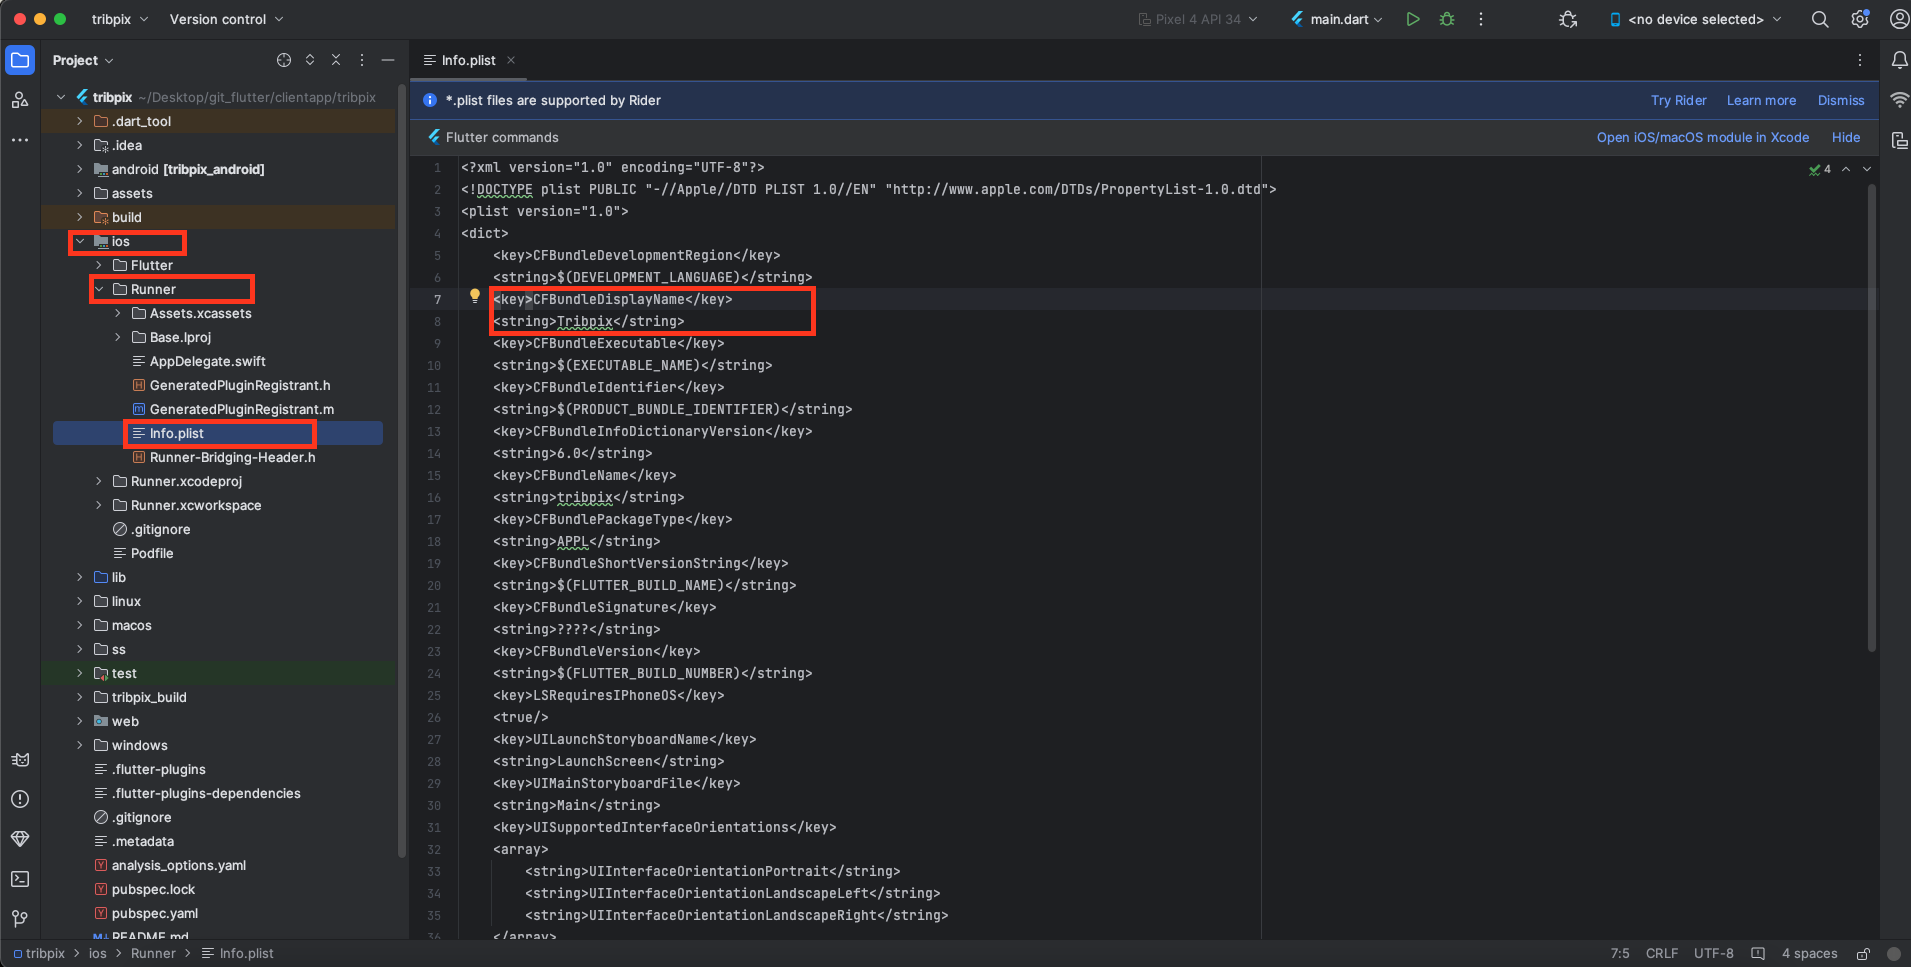 tribpix
Version control
Pixel 4 API 34
main.dart
<no device selected>
Project
Info.plist
tribpix ~/Desktop/git_flutter/clientapp/tribpix
.dart_tool
.idea
android [tribpix_android]
assets
build
ios
Flutter
Runner
Assets.xcassets
Base.lproj
AppDelegate.swift
GeneratedPluginRegistrant.h
GeneratedPluginRegistrant.m
Info.plist
Runner-Bridging-Header.h
Runner.xcodeproj
Runner.xcworkspace
.gitignore
Podfile
lib
linux
macos
ss
test
tribpix_build
web
windows
.flutter-plugins
.flutter-plugins-dependencies
.gitignore
.metadata
analysis_options.yaml
pubspec.lock
pubspec.yaml
README.md
*.plist files are supported by Rider
Try Rider Learn more Dismiss
Flutter commands
Open iOS/macOS module in Xcode Hide
4
1 <?xml version="1.0" encoding="UTF-8"?>
2 <!DOCTYPE plist PUBLIC "-//Apple//DTD PLIST 1.0//EN" "http://www.apple.com/DTDs/PropertyList-1.0.dtd">
3 <plist version="1.0">
4 <dict>
5 <key>CFBundleDevelopmentRegion</key>
6 <string>$(DEVELOPMENT_LANGUAGE)</string>
7 <key>CFBundleDisplayName</key>
8 <string>Tribpix</string>
9 <key>CFBundleExecutable</key>
10 <string>$(EXECUTABLE_NAME)</string>
11 <key>CFBundleIdentifier</key>
12 <string>$(PRODUCT_BUNDLE_IDENTIFIER)</string>
13 <key>CFBundleInfoDictionaryVersion</key>
14 <string>6.0</string>
15 <key>CFBundleName</key>
16 <string>tribpix</string>
17 <key>CFBundlePackageType</key>
18 <string>APPL</string>
19 <key>CFBundleShortVersionString</key>
20 <string>$(FLUTTER_BUILD_NAME)</string>
21 <key>CFBundleSignature</key>
22 <string>????</string>
23 <key>CFBundleVersion</key>
24 <string>$(FLUTTER_BUILD_NUMBER)</string>
25 <key>LSRequiresIPhoneOS</key>
26 <true/>
27 <key>UILaunchStoryboardName</key>
28 <string>LaunchScreen</string>
29 <key>UIMainStoryboardFile</key>
30 <string>Main</string>
31 <key>UISupportedInterfaceOrientations</key>
32 <array>
33 <string>UIInterfaceOrientationPortrait</string>
34 <string>UIInterfaceOrientationLandscapeLeft</string>
35 <string>UIInterfaceOrientationLandscapeRight</string>
36 </array>
tribpix > ios > Runner > Info.plist
7:5 CRLF UTF-8 4 spaces